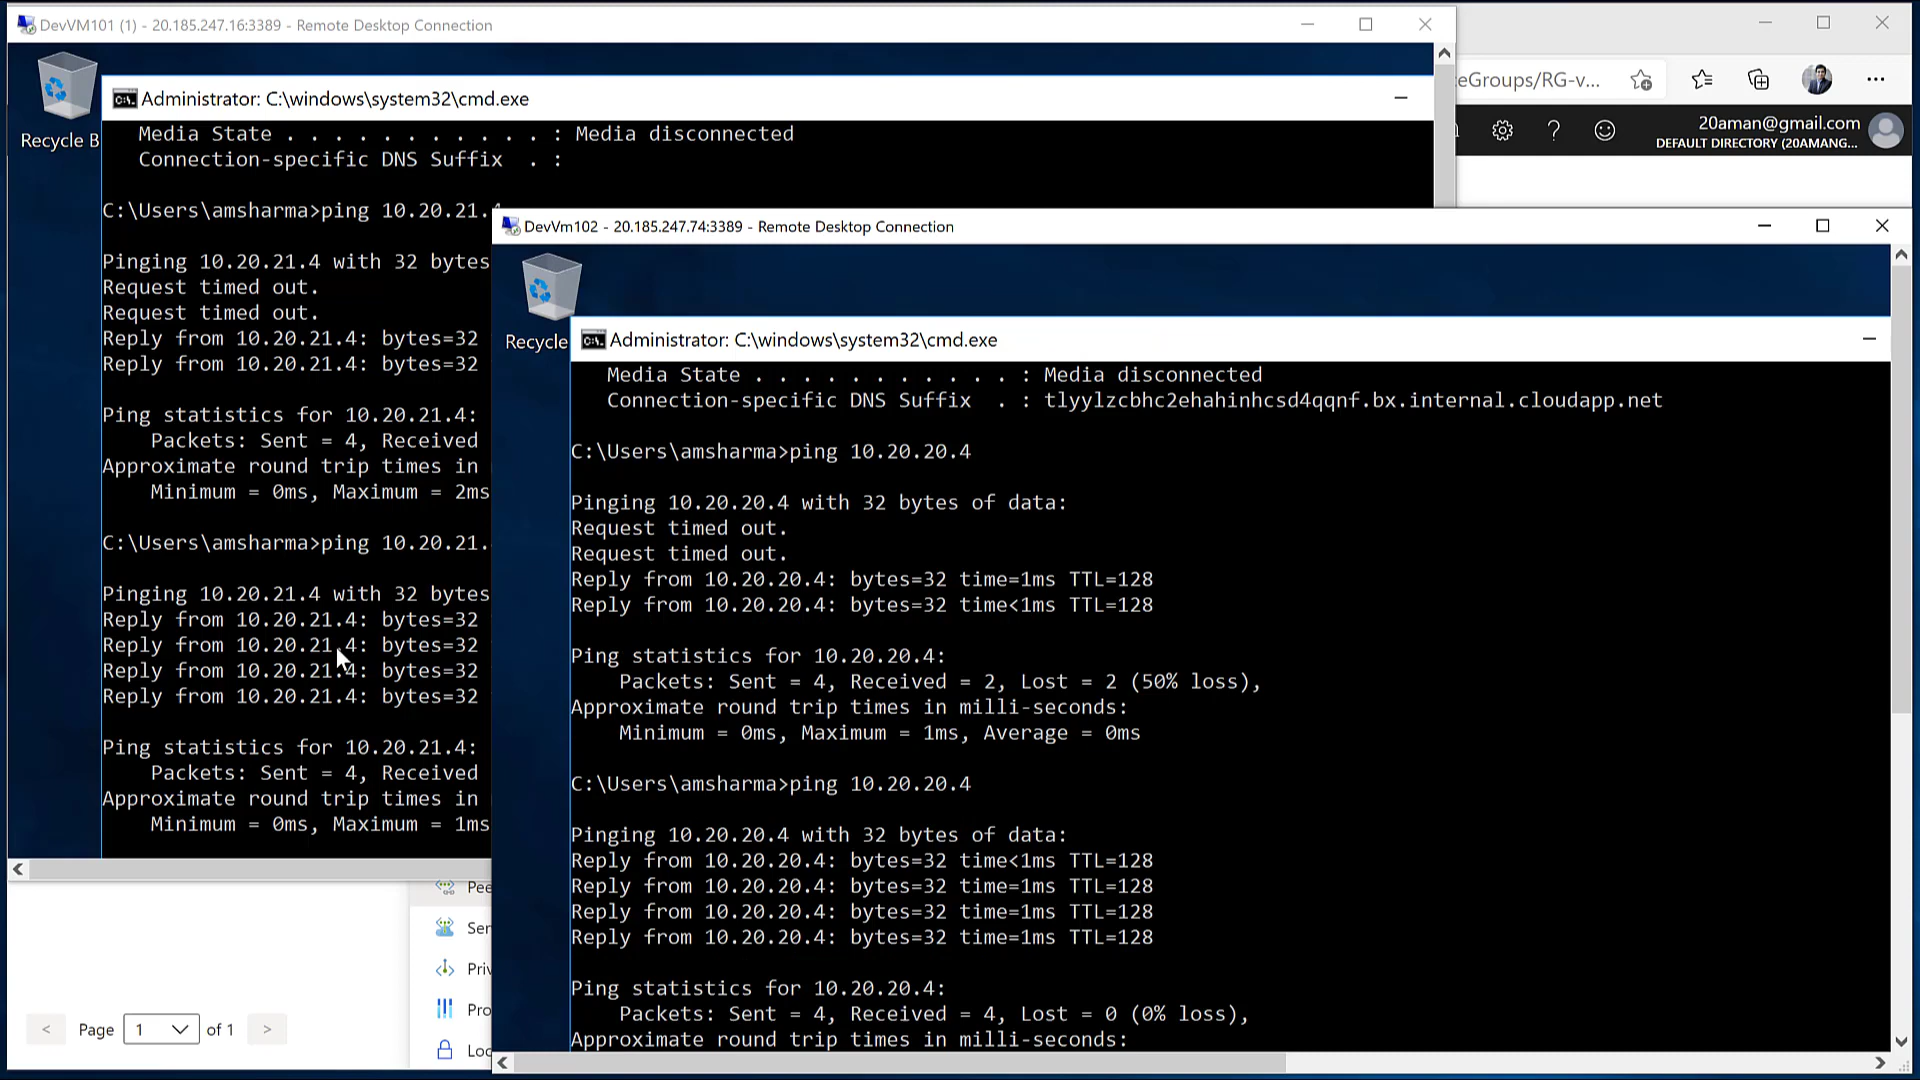 DevVM101 (1) - 20.185.247.16:3389 - Remote Desktop Connection
Recycle B
Administrator: C:\windows\system32\cmd.exe
Media State . . . . . . . . . . . : Media disconnected
Connection-specific DNS Suffix . :
C:\Users\amsharma>ping 10.20.21.4
Pinging 10.20.21.4 with 32 bytes
Request timed out.
Request timed out.
Reply from 10.20.21.4: bytes=32
Reply from 10.20.21.4: bytes=32
Ping statistics for 10.20.21.4:
Packets: Sent = 4, Received
Approximate round trip times in
Minimum = 0ms, Maximum = 2ms
C:\Users\amsharma>ping 10.20.21.
Pinging 10.20.21.4 with 32 bytes
Reply from 10.20.21.4: bytes=32
Reply from 10.20.21.4: bytes=32
Reply from 10.20.21.4: bytes=32
Reply from 10.20.21.4: bytes=32
Ping statistics for 10.20.21.4:
Packets: Sent = 4, Received
Approximate round trip times in
Minimum = 0ms, Maximum = 1ms
eGroups/RG-v...
20aman@gmail.com
DEFAULT DIRECTORY (20AMANG...
DevVm102 - 20.185.247.74:3389 - Remote Desktop Connection
Recycle
Administrator: C:\windows\system32\cmd.exe
Media State . . . . . . . . . . . : Media disconnected
Connection-specific DNS Suffix . : tlyylzcbhc2ehahinhcsd4qqnf.bx.internal.cloudapp.net
C:\Users\amsharma>ping 10.20.20.4
Pinging 10.20.20.4 with 32 bytes of data:
Request timed out.
Request timed out.
Reply from 10.20.20.4: bytes=32 time=1ms TTL=128
Reply from 10.20.20.4: bytes=32 time<1ms TTL=128
Ping statistics for 10.20.20.4:
Packets: Sent = 4, Received = 2, Lost = 2 (50% loss),
Approximate round trip times in milli-seconds:
Minimum = 0ms, Maximum = 1ms, Average = 0ms
C:\Users\amsharma>ping 10.20.20.4
Pinging 10.20.20.4 with 32 bytes of data:
Reply from 10.20.20.4: bytes=32 time<1ms TTL=128
Reply from 10.20.20.4: bytes=32 time=1ms TTL=128
Reply from 10.20.20.4: bytes=32 time=1ms TTL=128
Reply from 10.20.20.4: bytes=32 time=1ms TTL=128
Ping statistics for 10.20.20.4:
Packets: Sent = 4, Received = 4, Lost = 0 (0% loss),
Approximate round trip times in milli-seconds:
Pee
Ser
Priv
Pro
Loc
< Page 1 of 1 >